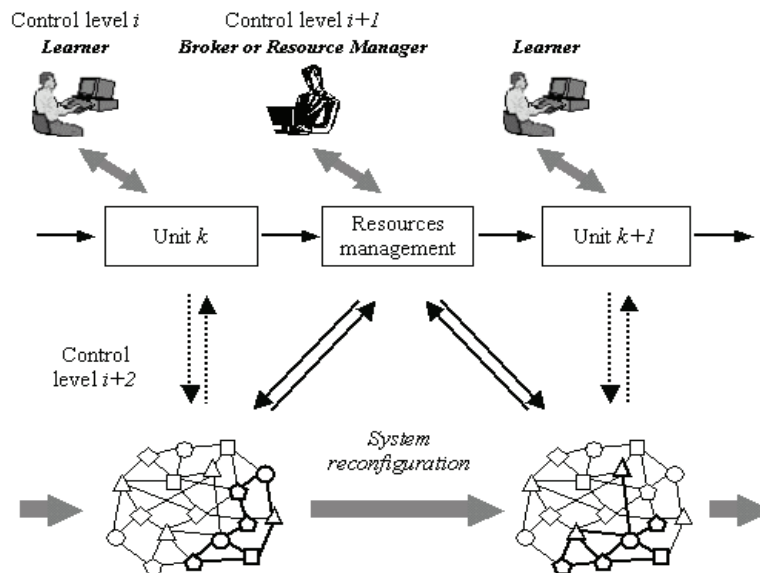 Control level i
Learner
Control level i+1
Broker or Resource Manager
Learner
Unit k
Resources
management
Unit k+1
Control
level i+2
System
reconfiguration